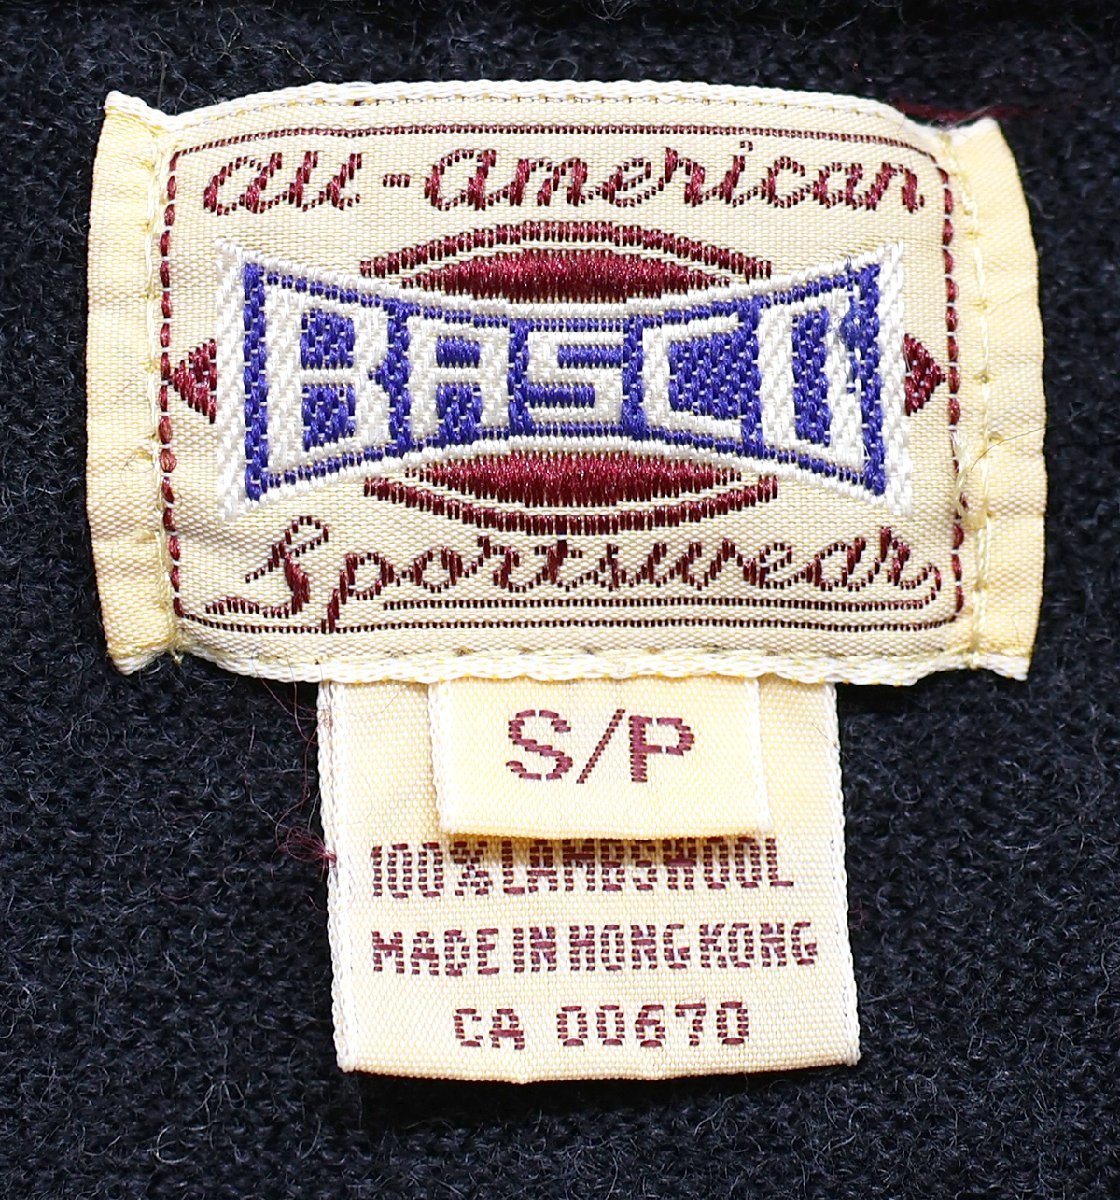 all-american
BASCO
Sportswear
S/P
100% LAMBSWOOL
MADE IN HONG KONG
CA 00670